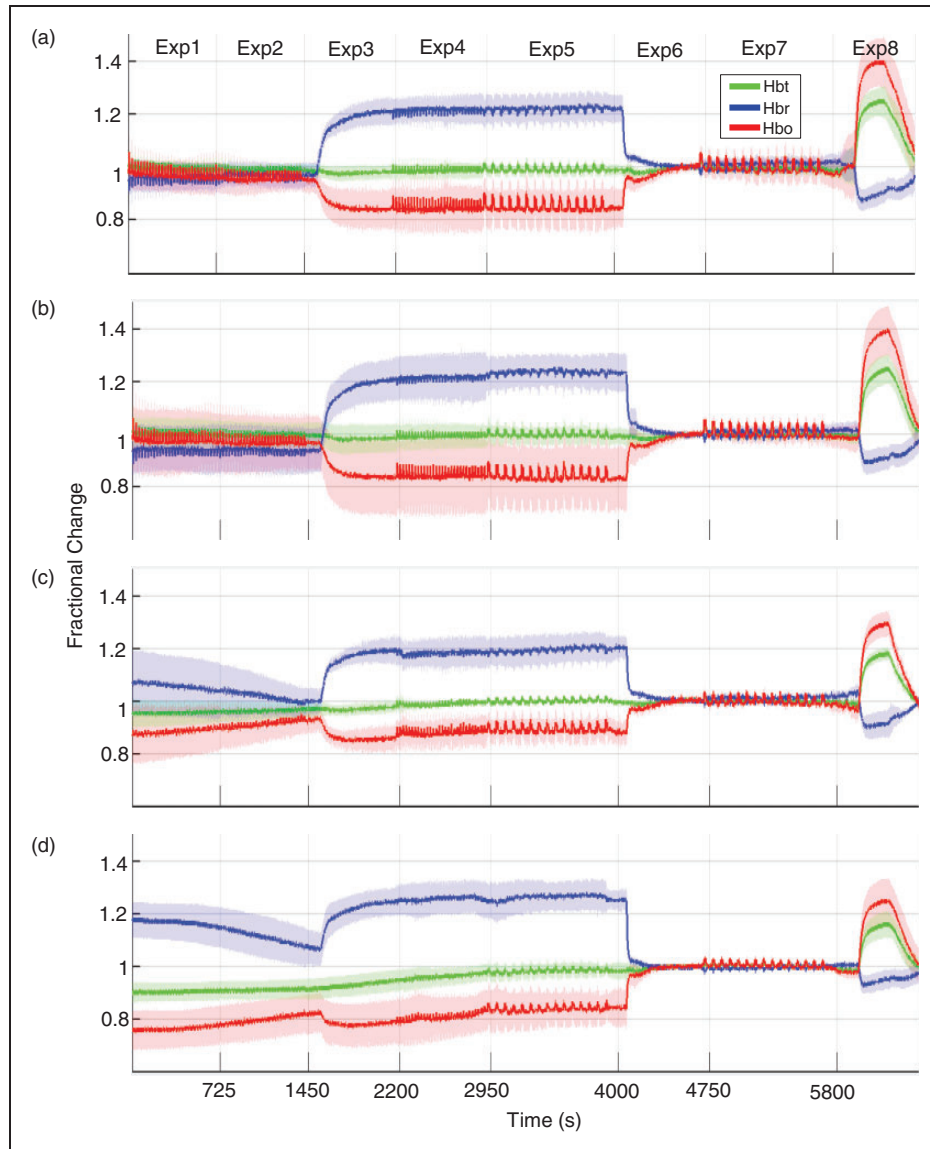 (a)
Exp1 Exp2 Exp3 Exp4 Exp5 Exp6 Exp7 Exp8
Hbt
Hbr
Hbo
1.4
1.2
1
0.8
(b)
1.4
1.2
1
0.8
(c)
1.4
1.2
1
0.8
(d)
1.4
1.2
1
0.8
Fractional Change
725 1450 2200 2950 4000 4750 5800
Time (s)